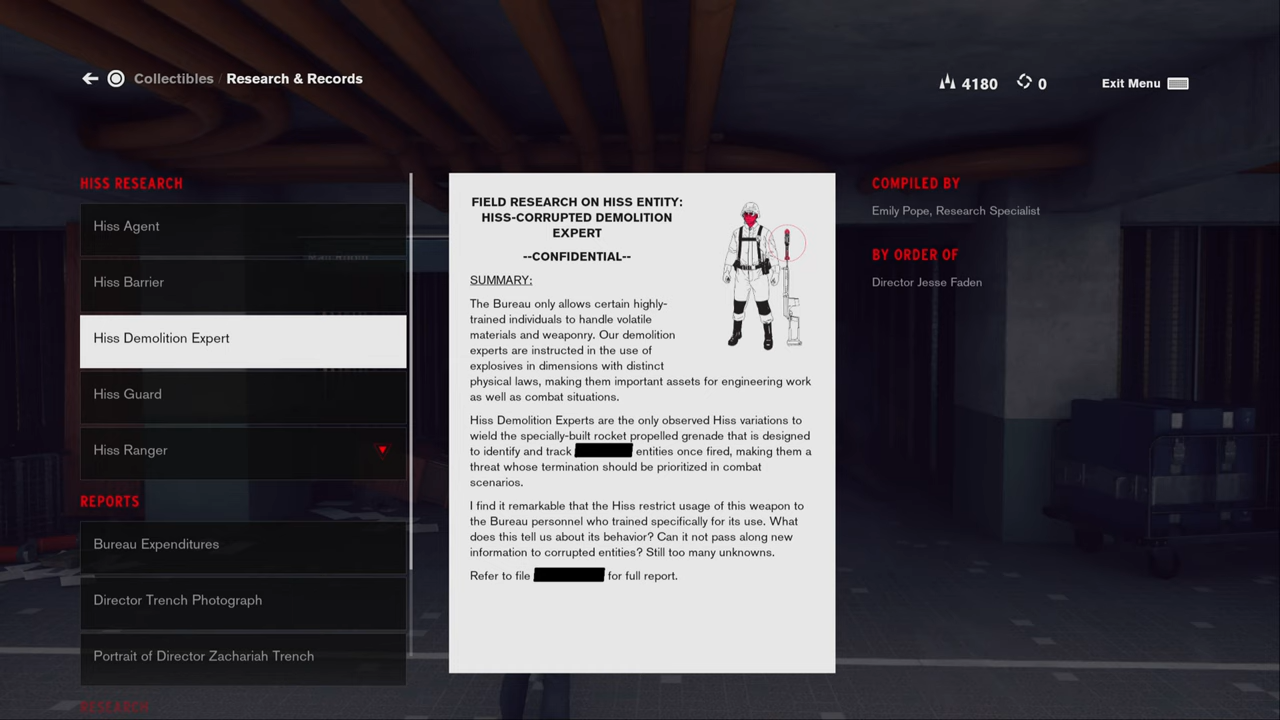 Collectibles / Research & Records
4180
0
Exit Menu
HISS RESEARCH
Hiss Agent
Hiss Barrier
Hiss Demolition Expert
Hiss Guard
Hiss Ranger
REPORTS
Bureau Expenditures
Director Trench Photograph
Portrait of Director Zachariah Trench
RESEARCH
FIELD RESEARCH ON HISS ENTITY:
HISS-CORRUPTED DEMOLITION
EXPERT
--CONFIDENTIAL--
SUMMARY:
The Bureau only allows certain highly-
trained individuals to handle volatile
materials and weaponry. Our demolition
experts are instructed in the use of
explosives in dimensions with distinct
physical laws, making them important assets for engineering work
as well as combat situations.
Hiss Demolition Experts are the only observed Hiss variations to
wield the specially-built rocket propelled grenade that is designed
to identify and track entities once fired, making them a
threat whose termination should be prioritized in combat
scenarios.
I find it remarkable that the Hiss restrict usage of this weapon to
the Bureau personnel who trained specifically for its use. What
does this tell us about its behavior? Can it not pass along new
information to corrupted entities? Still too many unknowns.
Refer to file for full report.
COMPILED BY
Emily Pope, Research Specialist
BY ORDER OF
Director Jesse Faden